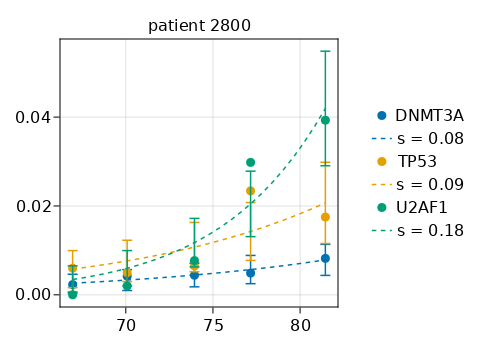 patient 2800
0.04
0.02
0.00
70
75
80
DNMT3A
s = 0.08
TP53
s = 0.09
U2AF1
s = 0.18